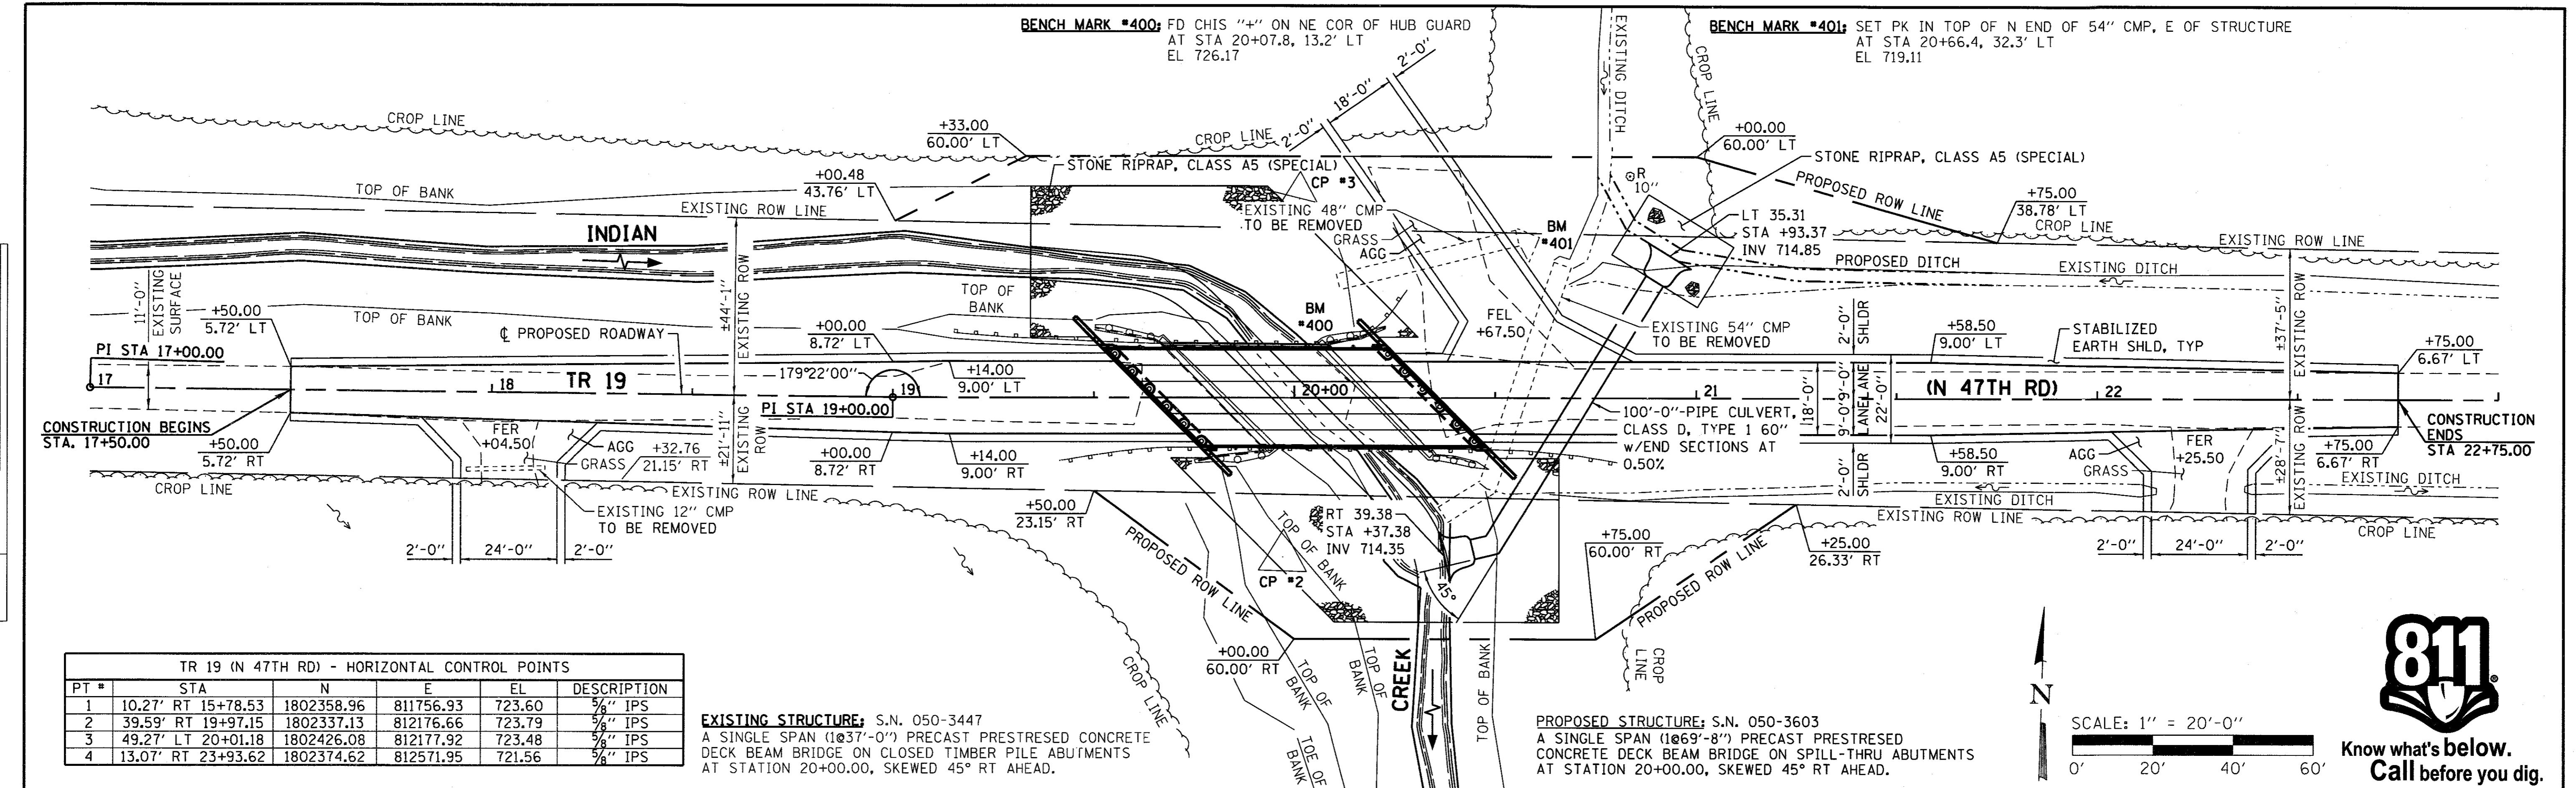 BENCH MARK #400: FD CHIS "+" ON NE COR OF HUB GUARD
AT STA 20+07.8, 13.2' LT
EL 726.17
BENCH MARK #401: SET PK IN TOP OF N END OF 54" CMP, E OF STRUCTURE
AT STA 20+66.4, 32.3' LT
EL 719.11
EXISTING DITCH
CROP LINE
2'-0"
18'-0"
2'-0"
CROP LINE
CROP LINE
+33.00
60.00' LT
+00.00
60.00' LT
STONE RIPRAP, CLASS A5 (SPECIAL)
CP #3
STONE RIPRAP, CLASS A5 (SPECIAL)
R
10"
PROPOSED ROW LINE
+00.48
43.76' LT
TOP OF BANK
EXISTING ROW LINE
EXISTING 48" CMP
TO BE REMOVED
GRASS
AGG
BM
#401
LT 35.31
STA +93.37
INV 714.85
+75.00
38.78' LT
CROP LINE
EXISTING ROW LINE
INDIAN
PROPOSED DITCH
EXISTING DITCH
11'-0"
EXISTING
SURFACE
±44'-1"
EXISTING ROW
TOP OF
BANK
BM
#400
FEL
+67.50
EXISTING 54" CMP
TO BE REMOVED
2'-0"
SHLDR
±37'-5"
EXISTING ROW
+50.00
5.72' LT
TOP OF BANK
℄ PROPOSED ROADWAY
+00.00
8.72' LT
+58.50
9.00' LT
STABILIZED
EARTH SHLD, TYP
+75.00
6.67' LT
PI STA 17+00.00
17
18
TR 19
179°22'00"
19
+14.00
9.00' LT
PI STA 19+00.00
20+00
21
18'-0"
9'-0"
LANE
9'-0"
LANE
22'-0"
(N 47TH RD)
22
CONSTRUCTION BEGINS
STA. 17+50.00
+50.00
5.72' RT
FER
+04.50
AGG
GRASS
+32.76
21.15' RT
±21'-11"
EXISTING
ROW
+00.00
8.72' RT
+14.00
9.00' RT
100'-0"-PIPE CULVERT,
CLASS D, TYPE 1 60"
w/END SECTIONS AT
0.50%
2'-0"
SHLDR
+58.50
9.00' RT
AGG
GRASS
FER
+25.50
±28'-7"
EXISTING ROW
+75.00
6.67' RT
CONSTRUCTION
ENDS
STA 22+75.00
CROP LINE
EXISTING ROW LINE
EXISTING 12" CMP
TO BE REMOVED
2'-0"
24'-0"
2'-0"
+50.00
23.15' RT
TOP OF BANK
RT 39.38
STA +37.38
INV 714.35
CP #2
45°
+75.00
60.00' RT
EXISTING DITCH
EXISTING DITCH
EXISTING ROW LINE
CROP LINE
+25.00
26.33' RT
2'-0"
24'-0"
2'-0"
PROPOSED ROW LINE
PROPOSED ROW LINE
+00.00
60.00' RT
CROP LINE
TOP OF
BANK
TOP OF
BANK
TOE OF
BANK
CREEK
TOP OF BANK
CROP
LINE
TR 19 (N 47TH RD) - HORIZONTAL CONTROL POINTS
PT # STA N E EL DESCRIPTION
1 10.27' RT 15+78.53 1802358.96 811756.93 723.60 5/8" IPS
2 39.59' RT 19+97.15 1802337.13 812176.66 723.79 5/8" IPS
3 49.27' LT 20+01.18 1802426.08 812177.92 723.48 5/8" IPS
4 13.07' RT 23+93.62 1802374.62 812571.95 721.56 5/8" IPS
EXISTING STRUCTURE: S.N. 050-3447
A SINGLE SPAN (1@37'-0") PRECAST PRESTRESED CONCRETE
DECK BEAM BRIDGE ON CLOSED TIMBER PILE ABUTMENTS
AT STATION 20+00.00, SKEWED 45° RT AHEAD.
PROPOSED STRUCTURE: S.N. 050-3603
A SINGLE SPAN (1@69'-8") PRECAST PRESTRESED
CONCRETE DECK BEAM BRIDGE ON SPILL-THRU ABUTMENTS
AT STATION 20+00.00, SKEWED 45° RT AHEAD.
N
SCALE: 1" = 20'-0"
0' 20' 40' 60'
811®
Know what's below.
Call before you dig.